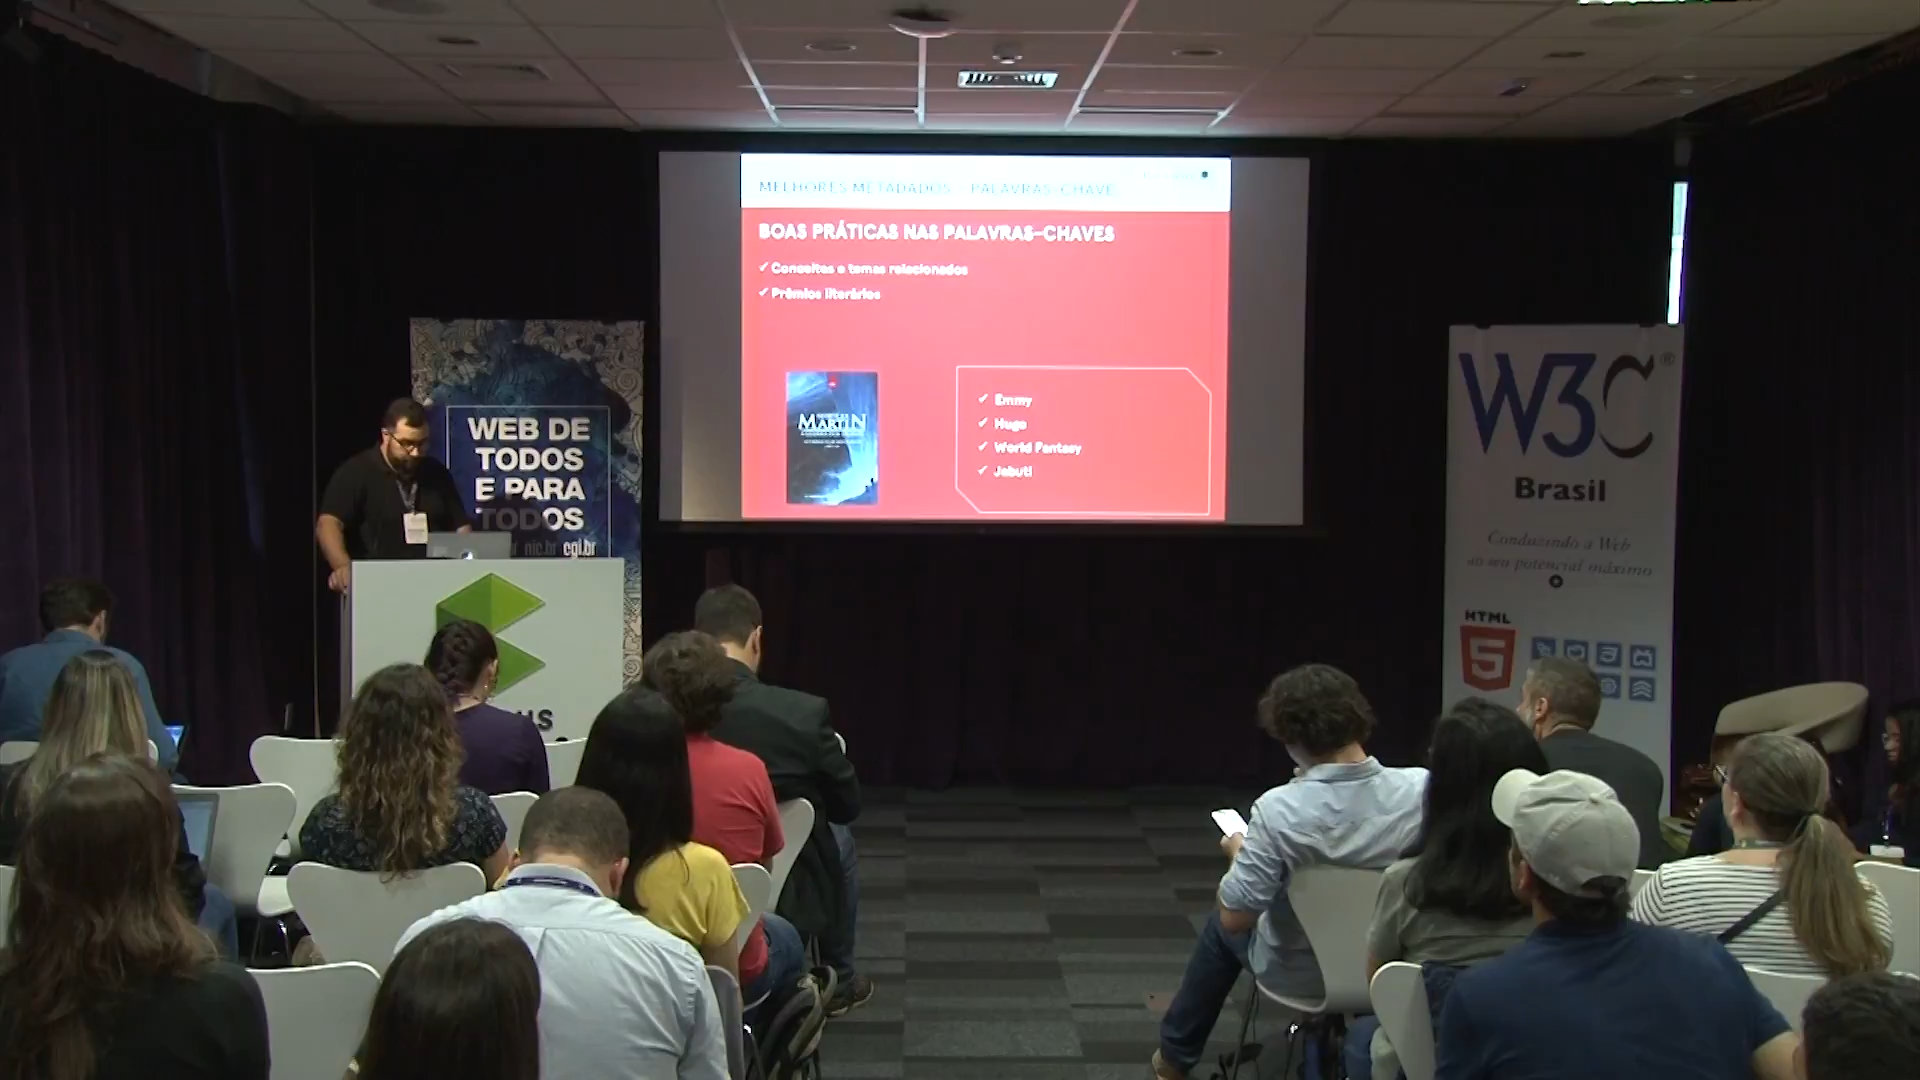 MELHORES METADADOS - PALAVRAS-CHAVE
BOAS PRÁTICAS NAS PALAVRAS-CHAVES
✓ Conceitos e temas relacionados
✓ Prêmios literários
MARTIN
✓ Emmy
✓ Hugo
✓ World Fantasy
✓ Jabuti
WEB DE
TODOS
E PARA
TODOS
nic.br cgi.br
US
W3C®
Brasil
Conduzindo a Web
ao seu potencial máximo
HTML
5